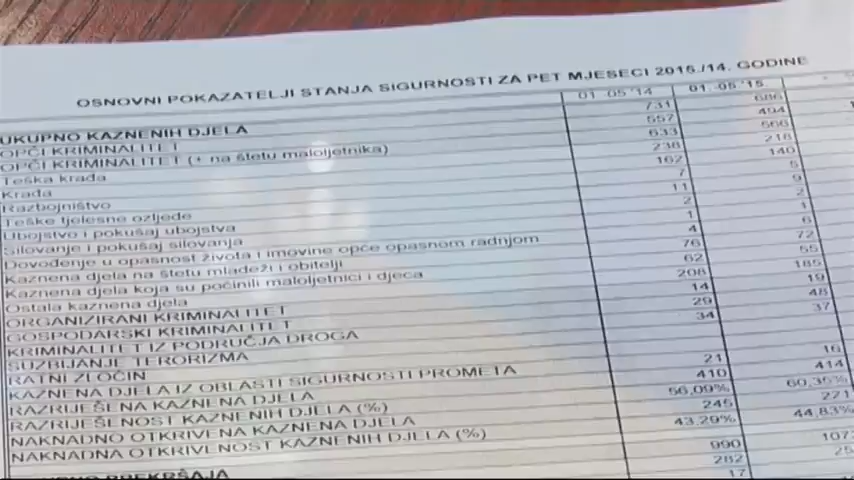 OSNOVNI POKAZATELJI STANJA SIGURNOSTI ZA PET MJESECI 2015./14. GODINE
01.-05.'14 01.-05.'15
UKUPNO KAZNENIH DJELA 731 686
OPĆI KRIMINALITET 557 494
OPĆI KRIMINALITET (+ na štetu maloljetnika) 633 566
Teška krađa 238 218
Krađa 162 140
Razbojništvo 7 5
Teške tjelesne ozljede 11 9
Ubojstvo i pokušaj ubojstva 2 2
Silovanje i pokušaj silovanja 1 1
Dovođenje u opasnost života i imovine opće opasnom radnjom 4 6
Kaznena djela na štetu mladeži i obitelji 76 72
Kaznena djela koja su počinili maloljetnici i djeca 62 55
Ostala kaznena djela 208 185
ORGANIZIRANI KRIMINALITET 14 19
GOSPODARSKI KRIMINALITET 29 48
KRIMINALITET IZ PODRUČJA DROGA 34 37
SUZBIJANJE TERORIZMA
RATNI ZLOČIN
KAZNENA DJELA IZ OBLASTI SIGURNOSTI PROMETA 21 16
RAZRIJEŠENA KAZNENA DJELA 410 414
RAZRIJEŠENOST KAZNENIH DJELA (%) 56,09% 60,35%
NAKNADNO OTKRIVENA KAZNENA DJELA 245 221
NAKNADNA OTKRIVENOST KAZNENIH DJELA (%) 43,29% 44,83%
PREKRŠAJA 990 107
282 25
17